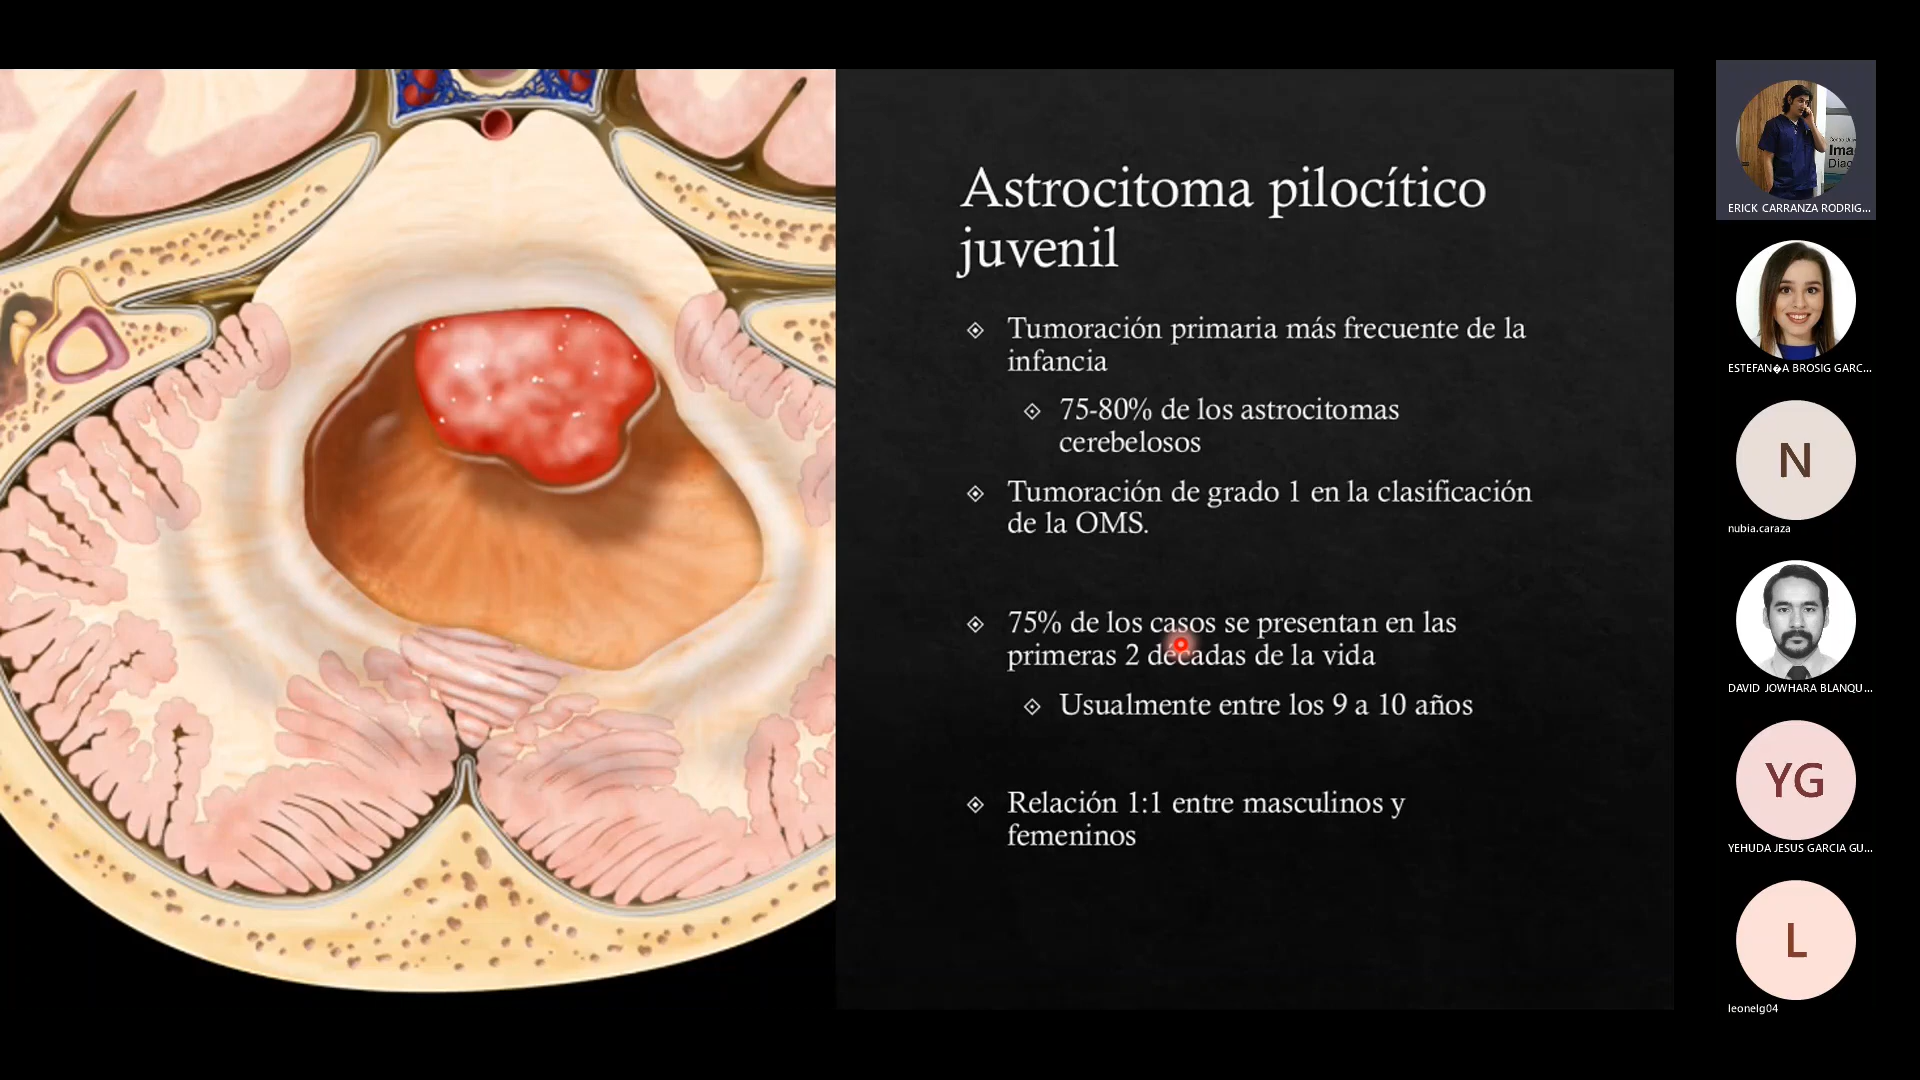 Astrocitoma pilocítico
juvenil
Tumoración primaria más frecuente de la
infancia
75-80% de los astrocitomas
cerebelosos
Tumoración de grado 1 en la clasificación
de la OMS.
75% de los casos se presentan en las
primeras 2 décadas de la vida
Usualmente entre los 9 a 10 años
Relación 1:1 entre masculinos y
femeninos
Ima
Diag
ERICK CARRANZA RODRIG...
ESTEFAN�A BROSIG GARC...
N
nubia.caraza
DAVID JOWHARA BLANQU...
YG
YEHUDA JESUS GARCIA GU...
L
leonelg04